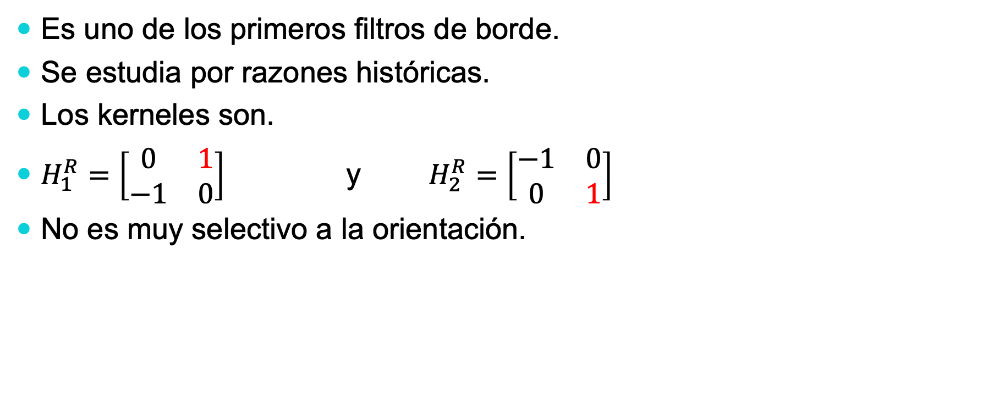 • Es uno de los primeros filtros de borde.
• Se estudia por razones históricas.
• Los kerneles son.
• $H_1^R = \begin{bmatrix} 0 & 1 \\ -1 & 0 \end{bmatrix}$ y $H_2^R = \begin{bmatrix} -1 & 0 \\ 0 & 1 \end{bmatrix}$
• No es muy selectivo a la orientación.